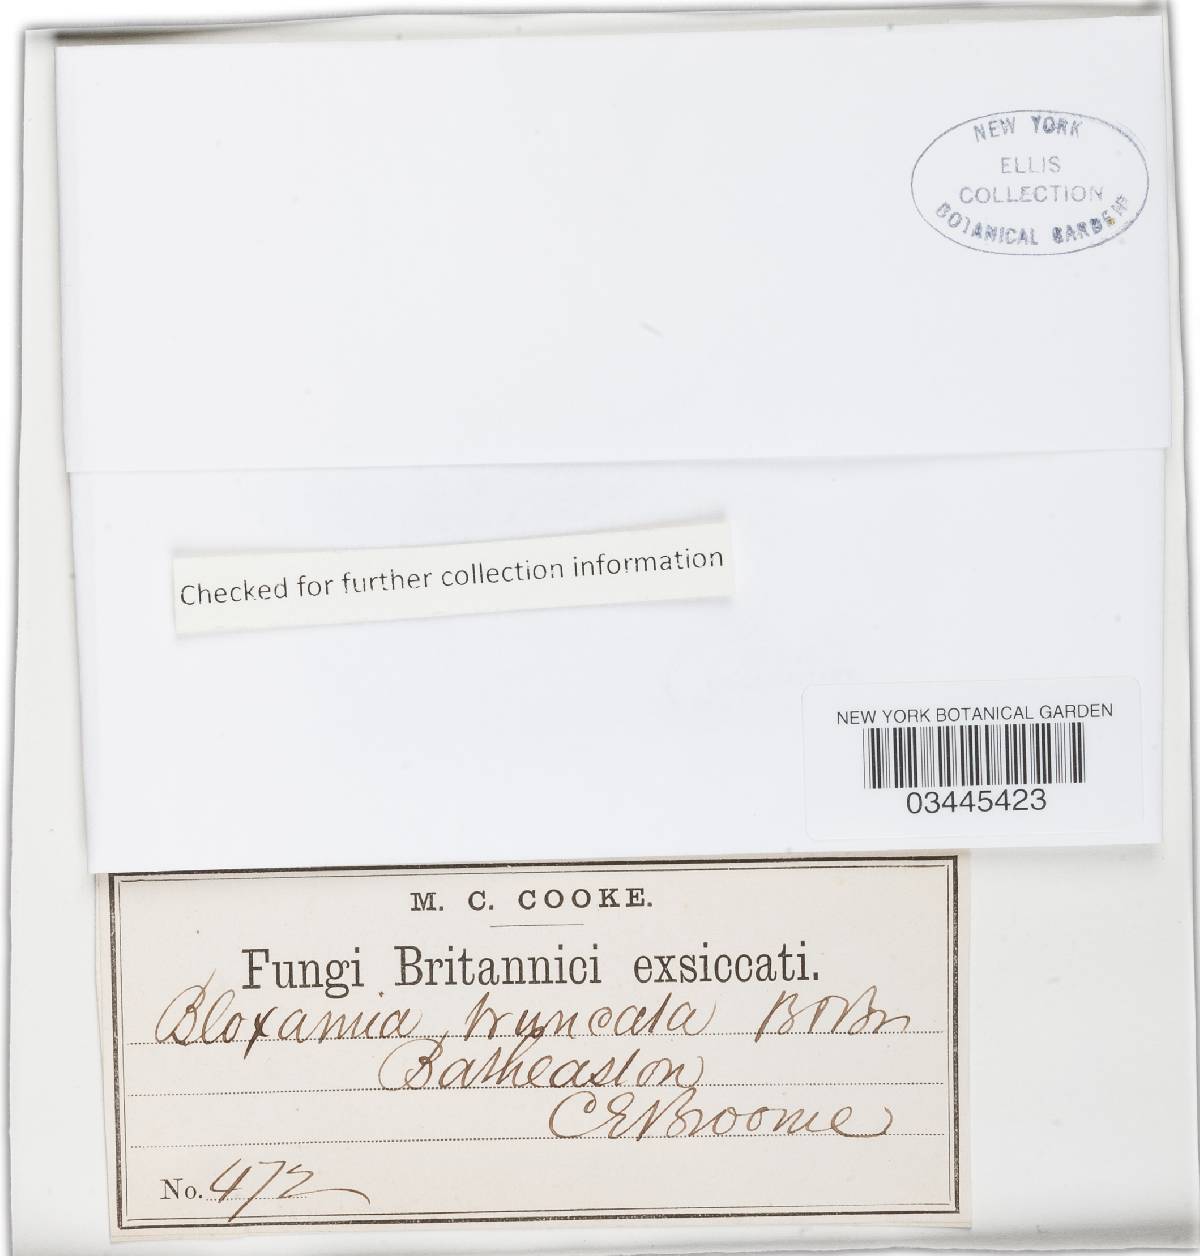 NEW YORK
ELLIS
COLLECTION
BOTANICAL GARDEN
Checked for further collection information
NEW YORK BOTANICAL GARDEN
03445423
M. C. COOKE.
Fungi Britannici exsiccati.
Bloxamia truncata B&Br
Batheaston
CEBroome
No. 472